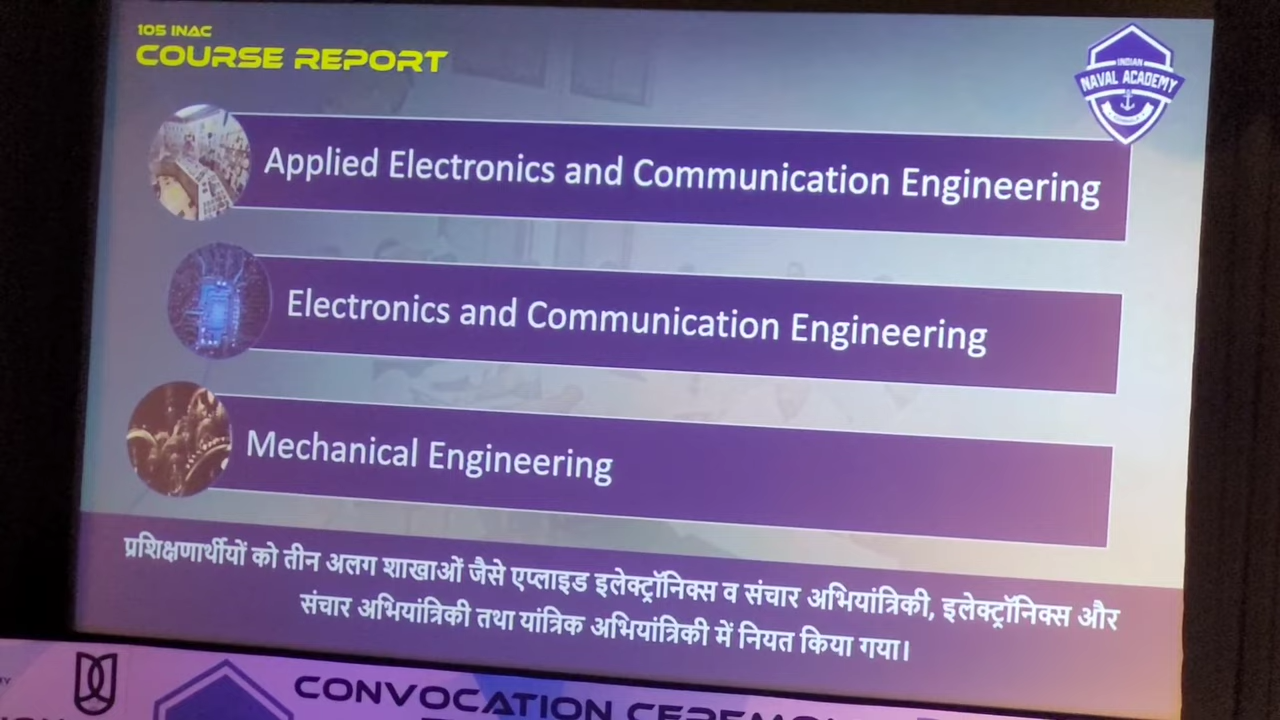 105 INAC
COURSE REPORT
INDIAN
NAVAL ACADEMY
Applied Electronics and Communication Engineering
Electronics and Communication Engineering
Mechanical Engineering
प्रशिक्षणार्थीयों को तीन अलग शाखाओं जैसे एप्लाइड इलेक्ट्रॉनिक्स व संचार अभियांत्रिकी, इलेक्ट्रॉनिक्स और
संचार अभियांत्रिकी तथा यांत्रिक अभियांत्रिकी में नियत किया गया।
CONVOCATION